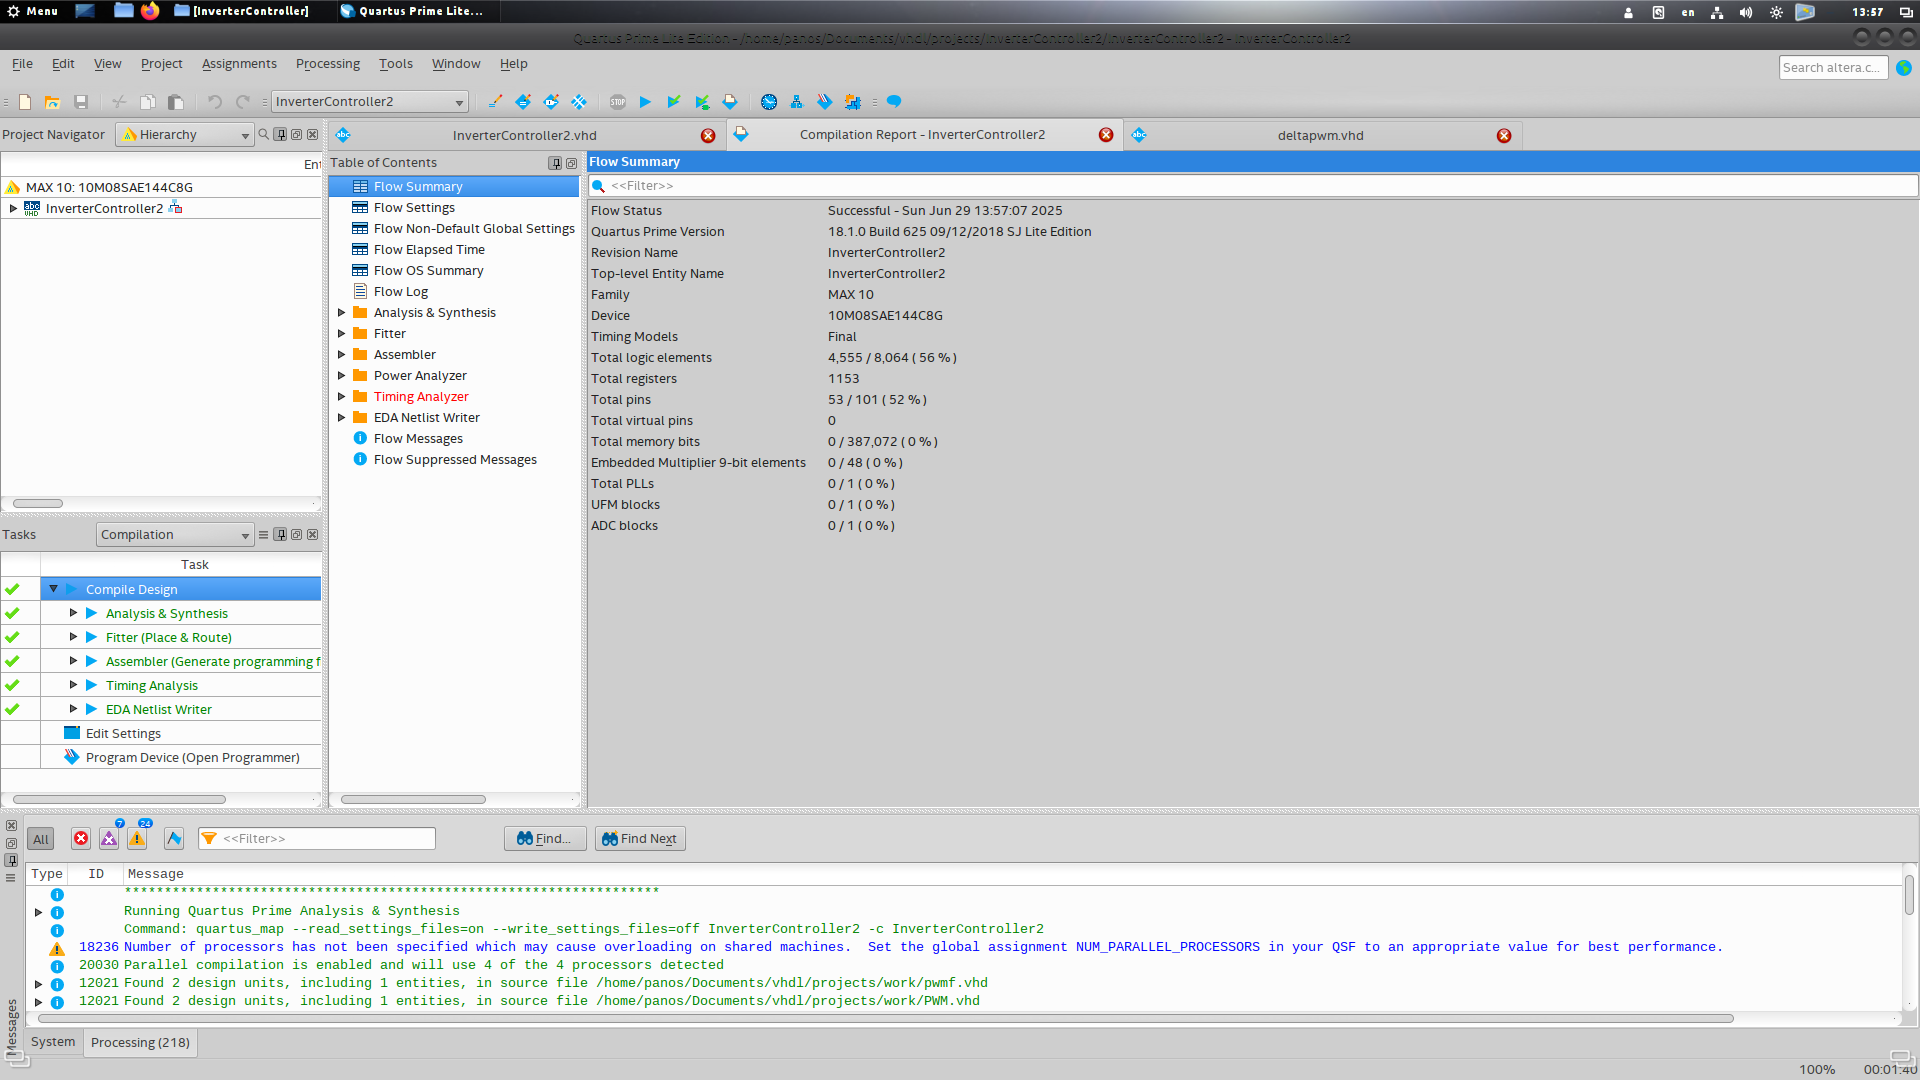 Menu
[InverterController]
Quartus Prime Lite...
en
13:57
Quartus Prime Lite Edition - /home/panos/Documents/vhdl/projects/InverterController2/InverterController2 - InverterController2
File Edit View Project Assignments Processing Tools Window Help
Search altera.c...
STOP
InverterController2
Project Navigator
Hierarchy
Ent
MAX 10: 10M08SAE144C8G
InverterController2
Tasks
Compilation
Task
Compile Design
Analysis & Synthesis
Fitter (Place & Route)
Assembler (Generate programming f
Timing Analysis
EDA Netlist Writer
Edit Settings
Program Device (Open Programmer)
InverterController2.vhd
Compilation Report - InverterController2
deltapwm.vhd
Table of Contents
Flow Summary
Flow Settings
Flow Non-Default Global Settings
Flow Elapsed Time
Flow OS Summary
Flow Log
Analysis & Synthesis
Fitter
Assembler
Power Analyzer
Timing Analyzer
EDA Netlist Writer
Flow Messages
Flow Suppressed Messages
Flow Summary
<<Filter>>
Flow Status Successful - Sun Jun 29 13:57:07 2025
Quartus Prime Version 18.1.0 Build 625 09/12/2018 SJ Lite Edition
Revision Name InverterController2
Top-level Entity Name InverterController2
Family MAX 10
Device 10M08SAE144C8G
Timing Models Final
Total logic elements 4,555 / 8,064 ( 56 % )
Total registers 1153
Total pins 53 / 101 ( 52 % )
Total virtual pins 0
Total memory bits 0 / 387,072 ( 0 % )
Embedded Multiplier 9-bit elements 0 / 48 ( 0 % )
Total PLLs 0 / 1 ( 0 % )
UFM blocks 0 / 1 ( 0 % )
ADC blocks 0 / 1 ( 0 % )
All
7
24
<<Filter>>
Find...
Find Next
Type ID Message
*******************************************************************
Running Quartus Prime Analysis & Synthesis
Command: quartus_map --read_settings_files=on --write_settings_files=off InverterController2 -c InverterController2
18236 Number of processors has not been specified which may cause overloading on shared machines.  Set the global assignment NUM_PARALLEL_PROCESSORS in your QSF to an appropriate value for best performance.
20030 Parallel compilation is enabled and will use 4 of the 4 processors detected
12021 Found 2 design units, including 1 entities, in source file /home/panos/Documents/vhdl/projects/work/pwmf.vhd
12021 Found 2 design units, including 1 entities, in source file /home/panos/Documents/vhdl/projects/work/PWM.vhd
Messages
System
Processing (218)
100% 00:01:40